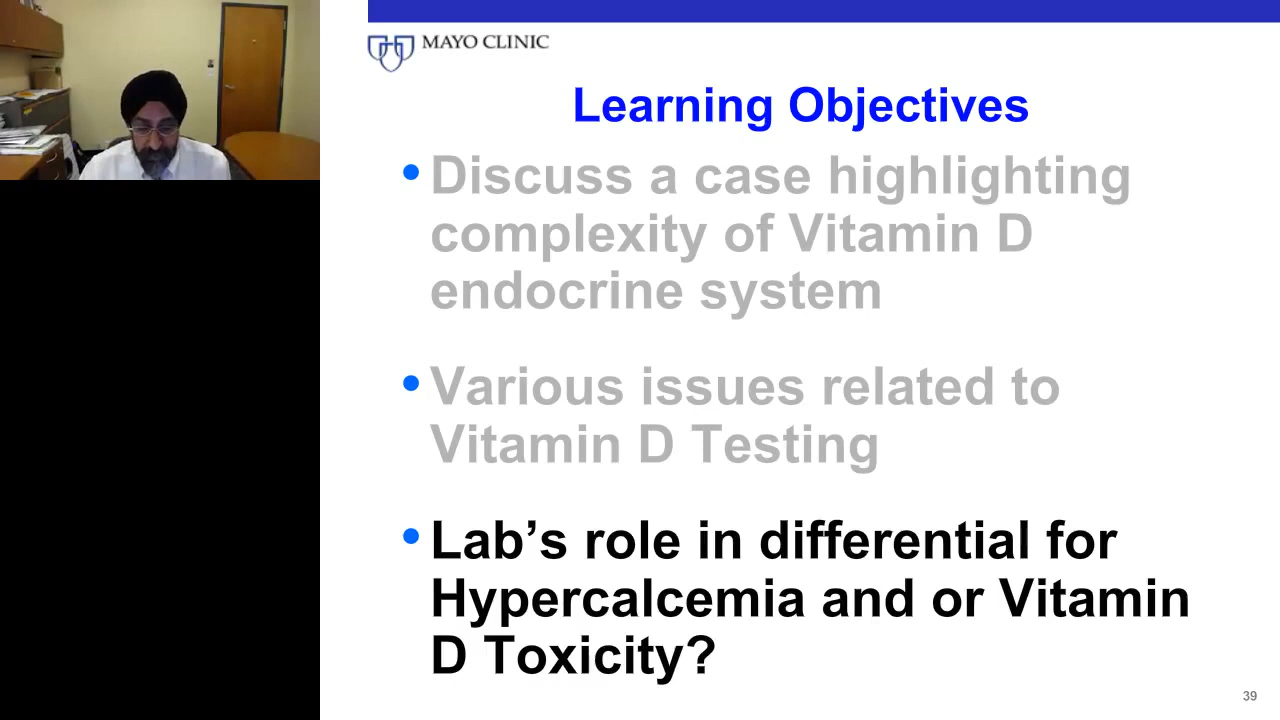 MAYO CLINIC
Learning Objectives
• Discuss a case highlighting
complexity of Vitamin D
endocrine system
• Various issues related to
Vitamin D Testing
• Lab’s role in differential for
Hypercalcemia and or Vitamin
D Toxicity?
39